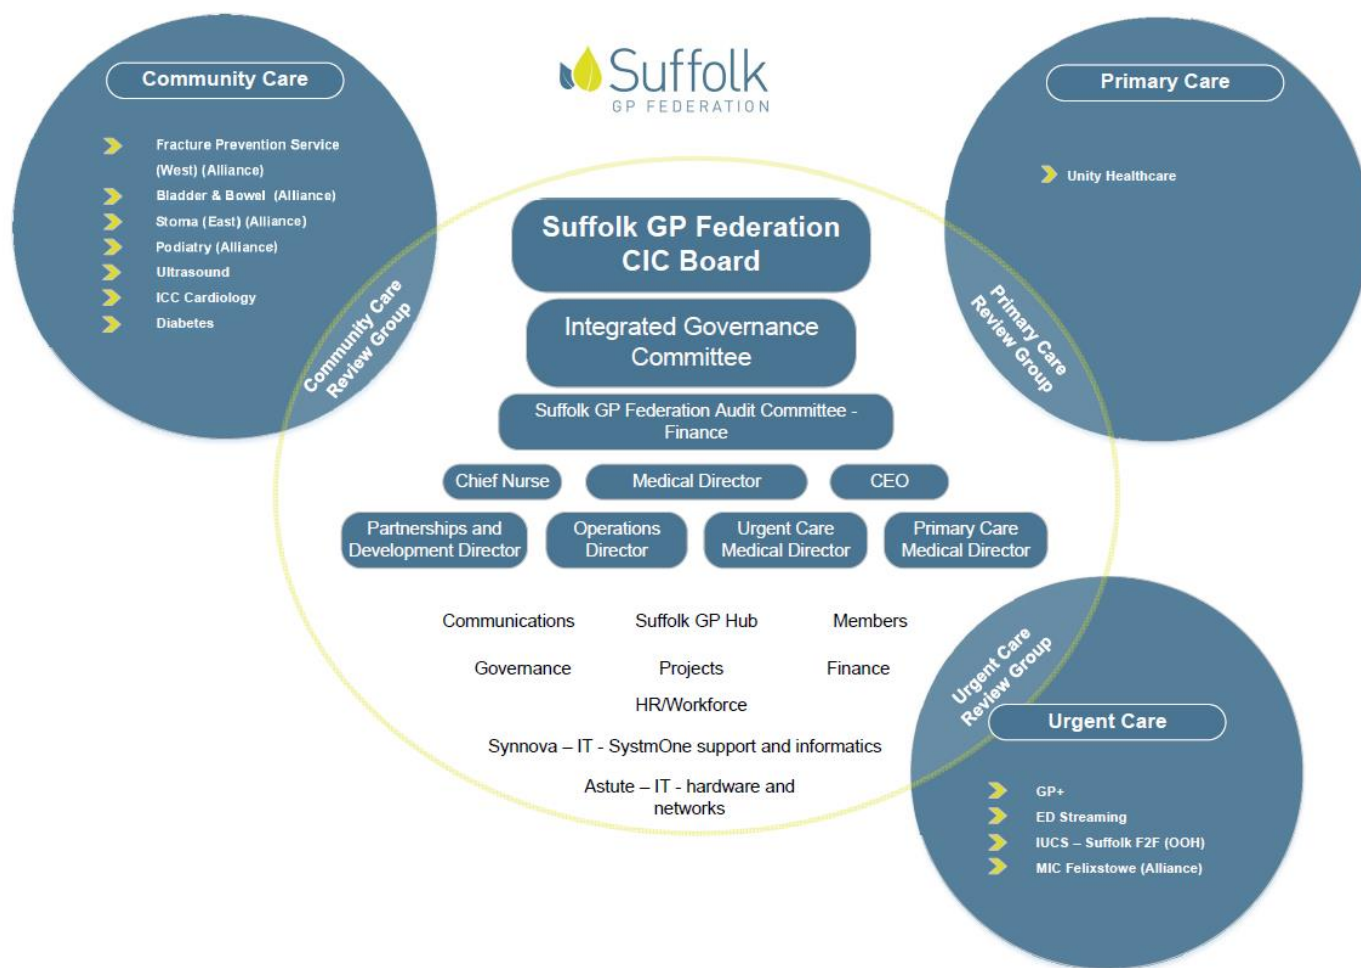 Suffolk
GP FEDERATION
Community Care
Fracture Prevention Service
(West) (Alliance)
Bladder & Bowel (Alliance)
Stoma (East) (Alliance)
Podiatry (Alliance)
Ultrasound
ICC Cardiology
Diabetes
Community Care
Review Group
Primary Care
Unity Healthcare
Primary Care
Review Group
Suffolk GP Federation
CIC Board
Integrated Governance
Committee
Suffolk GP Federation Audit Committee -
Finance
Chief Nurse
Medical Director
CEO
Partnerships and
Development Director
Operations
Director
Urgent Care
Medical Director
Primary Care
Medical Director
Communications
Suffolk GP Hub
Members
Governance
Projects
Finance
HR/Workforce
Synnova – IT - SystmOne support and informatics
Astute – IT - hardware and
networks
Urgent Care
Review Group
Urgent Care
GP+
ED Streaming
IUCS – Suffolk F2F (OOH)
MIC Felixstowe (Alliance)